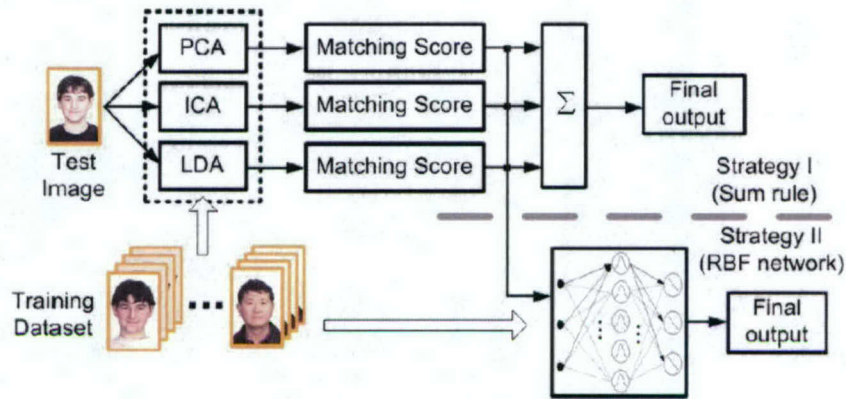 PCA
Matching Score
ICA
Matching Score
LDA
Matching Score
Σ
Final
output
Test
Image
Strategy I
(Sum rule)
Strategy II
(RBF network)
Training
Dataset
Final
output